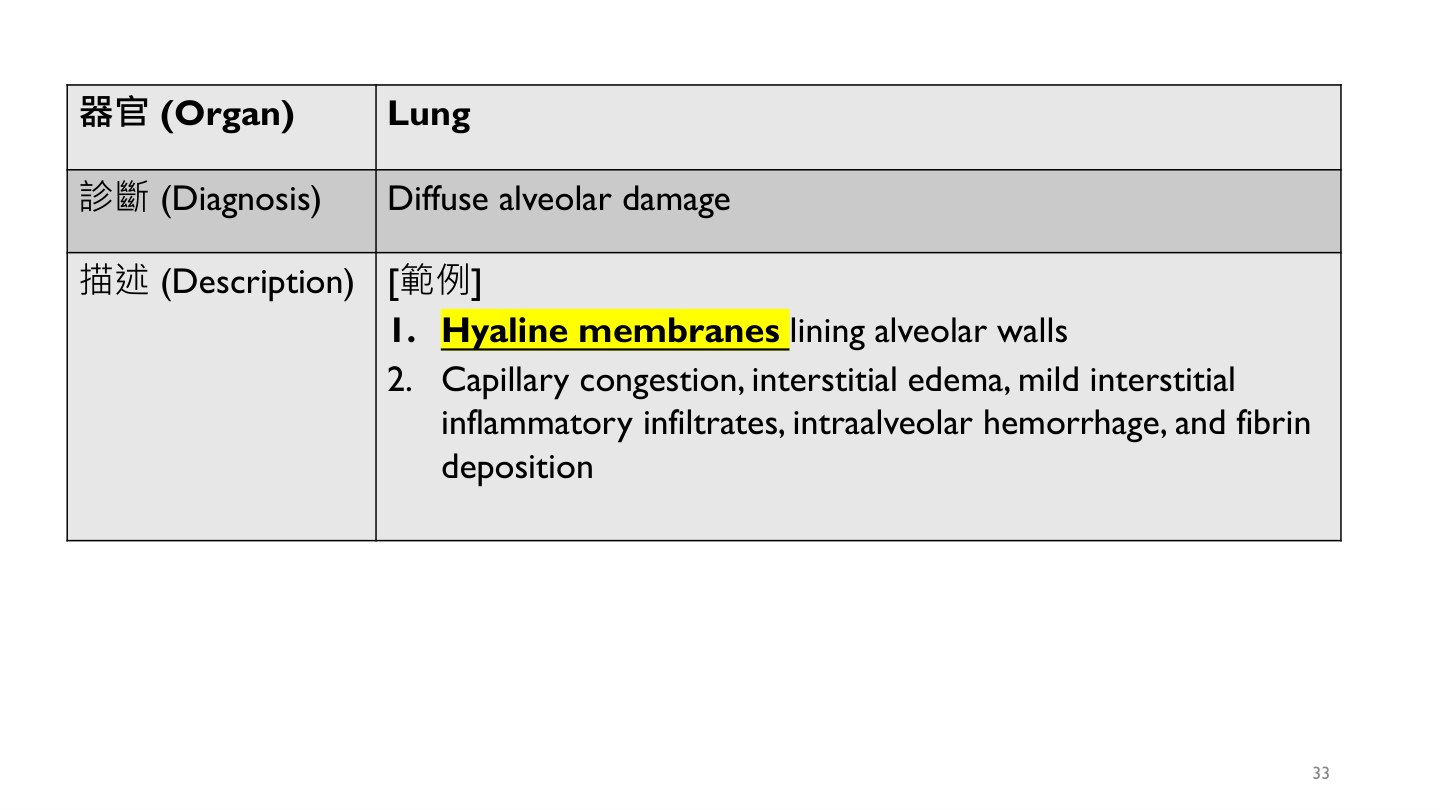 器官 (Organ)
Lung
診斷 (Diagnosis)
Diffuse alveolar damage
描述 (Description)
[範例]
1. Hyaline membranes lining alveolar walls
2. Capillary congestion, interstitial edema, mild interstitial
inflammatory infiltrates, intraalveolar hemorrhage, and fibrin
deposition
33